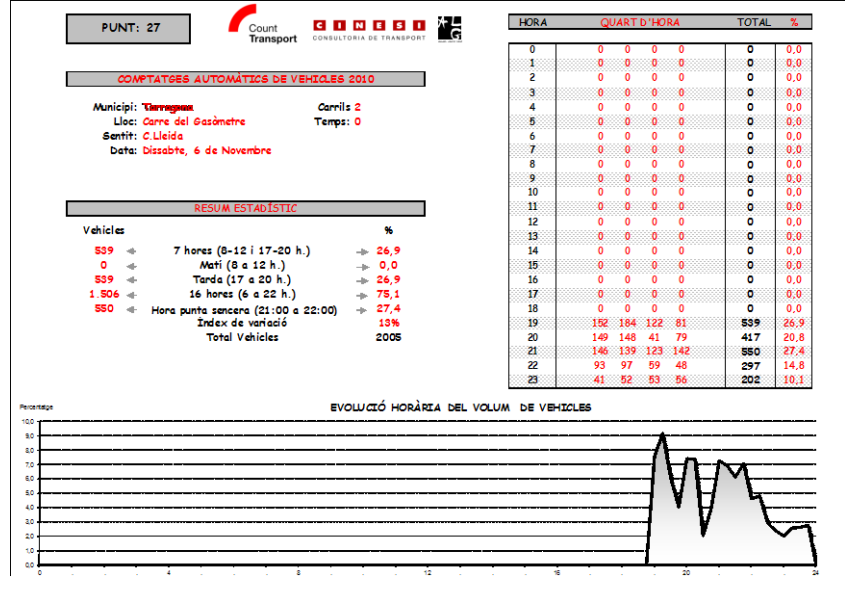 PUNT: 27
Count
Transport
CINESI
CONSULTORIA DE TRANSPORT
COMPTATGES AUTOMÀTICS DE VEHICLES 2010
Municipi: Tarragona Carrils 2
Lloc: Carre del Gasòmetre Temps: 0
Sentit: C.Lleida
Data: Dissabte, 6 de Novembre
RESUM ESTADÍSTIC
Vehicles %
539 7 hores (8-12 i 17-20 h.) 26,9
0 Matí (8 a 12 h.) 0,0
539 Tarda (17 a 20 h.) 26,9
1.506 16 hores (6 a 22 h.) 75,1
550 Hora punta sencera (21:00 a 22:00) 27,4
Índex de variació 13%
Total Vehicles 2005
HORA QUART D'HORA TOTAL %
0 0 0 0 0 0 0,0
1 0 0 0 0 0 0,0
2 0 0 0 0 0 0,0
3 0 0 0 0 0 0,0
4 0 0 0 0 0 0,0
5 0 0 0 0 0 0,0
6 0 0 0 0 0 0,0
7 0 0 0 0 0 0,0
8 0 0 0 0 0 0,0
9 0 0 0 0 0 0,0
10 0 0 0 0 0 0,0
11 0 0 0 0 0 0,0
12 0 0 0 0 0 0,0
13 0 0 0 0 0 0,0
14 0 0 0 0 0 0,0
15 0 0 0 0 0 0,0
16 0 0 0 0 0 0,0
17 0 0 0 0 0 0,0
18 0 0 0 0 0 0,0
19 152 184 122 81 539 26,9
20 149 148 41 79 417 20,8
21 146 139 123 142 550 27,4
22 93 97 59 48 297 14,8
23 41 52 53 56 202 10,1
EVOLUCIÓ HORÀRIA DEL VOLUM DE VEHICLES
Percentatge
10,0
9,0
8,0
7,0
6,0
5,0
4,0
3,0
2,0
1,0
0,0
0 4 8 12 16 20 24